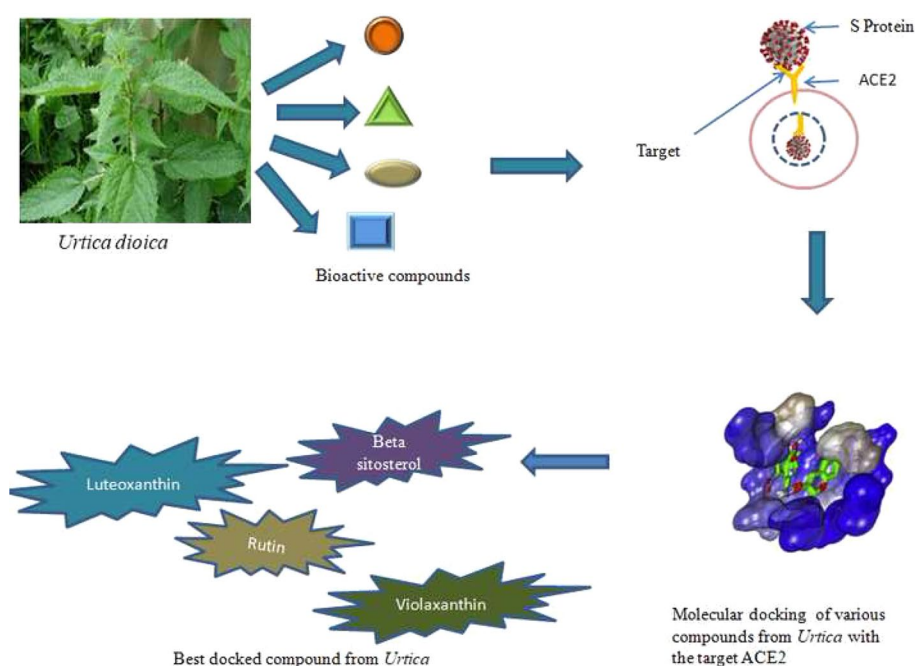 S Protein
ACE2
Target
Urtica dioica
Bioactive compounds
Beta
sitosterol
Luteoxanthin
Rutin
Violaxanthin
Best docked compound from Urtica
Molecular docking of various
compounds from Urtica with
the target ACE2